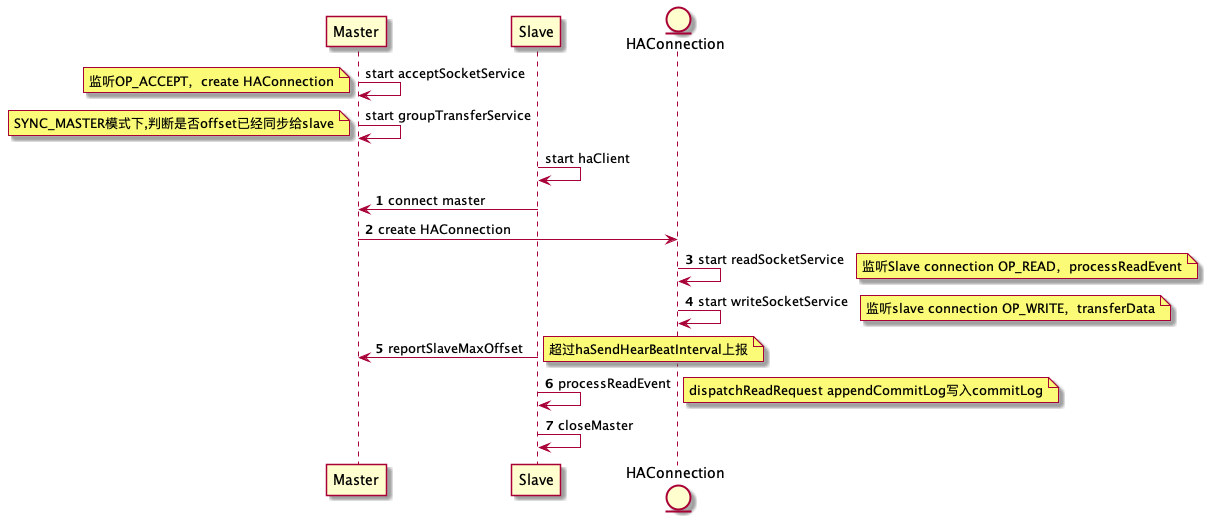 Master
Slave
HAConnection
start acceptSocketService
监听OP_ACCEPT，create HAConnection
start groupTransferService
SYNC_MASTER模式下,判断是否offset已经同步给slave
start haClient
1 connect master
2 create HAConnection
3 start readSocketService
监听Slave connection OP_READ，processReadEvent
4 start writeSocketService
监听slave connection OP_WRITE，transferData
5 reportSlaveMaxOffset
超过haSendHearBeatInterval上报
6 processReadEvent
dispatchReadRequest appendCommitLog写入commitLog
7 closeMaster
Master
Slave
HAConnection